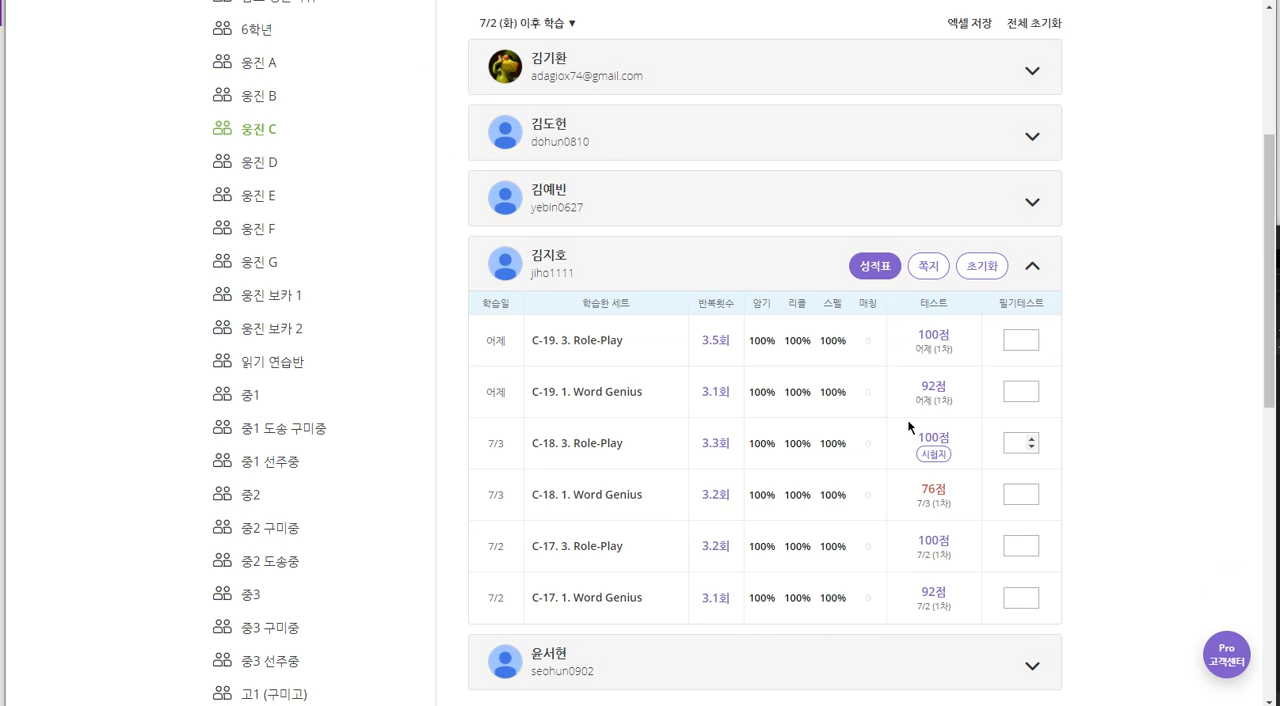 6학년
웅진 A
웅진 B
웅진 C
웅진 D
웅진 E
웅진 F
웅진 G
웅진 보카 1
웅진 보카 2
읽기 연습반
중1
중1 도송 구미중
중1 선주중
중2
중2 구미중
중2 도송중
중3
중3 구미중
중3 선주중
고1 (구미고)
7/2 (화) 이후 학습 ▼ 엑셀 저장 전체 초기화
김기환
adagiox74@gmail.com
김도헌
dohun0810
김예빈
yebin0627
김지호
jiho1111
성적표 쪽지 초기화
학습일 학습한 세트 반복횟수 암기 리콜 스펠 매칭 테스트 필기테스트
어제 C-19. 3. Role-Play 3.5회 100% 100% 100% 0 100점
어제 (1차)
어제 C-19. 1. Word Genius 3.1회 100% 100% 100% 0 92점
어제 (1차)
7/3 C-18. 3. Role-Play 3.3회 100% 100% 100% 0 100점
시험지
7/3 C-18. 1. Word Genius 3.2회 100% 100% 100% 0 76점
7/3 (1차)
7/2 C-17. 3. Role-Play 3.2회 100% 100% 100% 0 100점
7/2 (1차)
7/2 C-17. 1. Word Genius 3.1회 100% 100% 100% 0 92점
7/2 (1차)
윤서현
seohun0902
Pro
고객센터